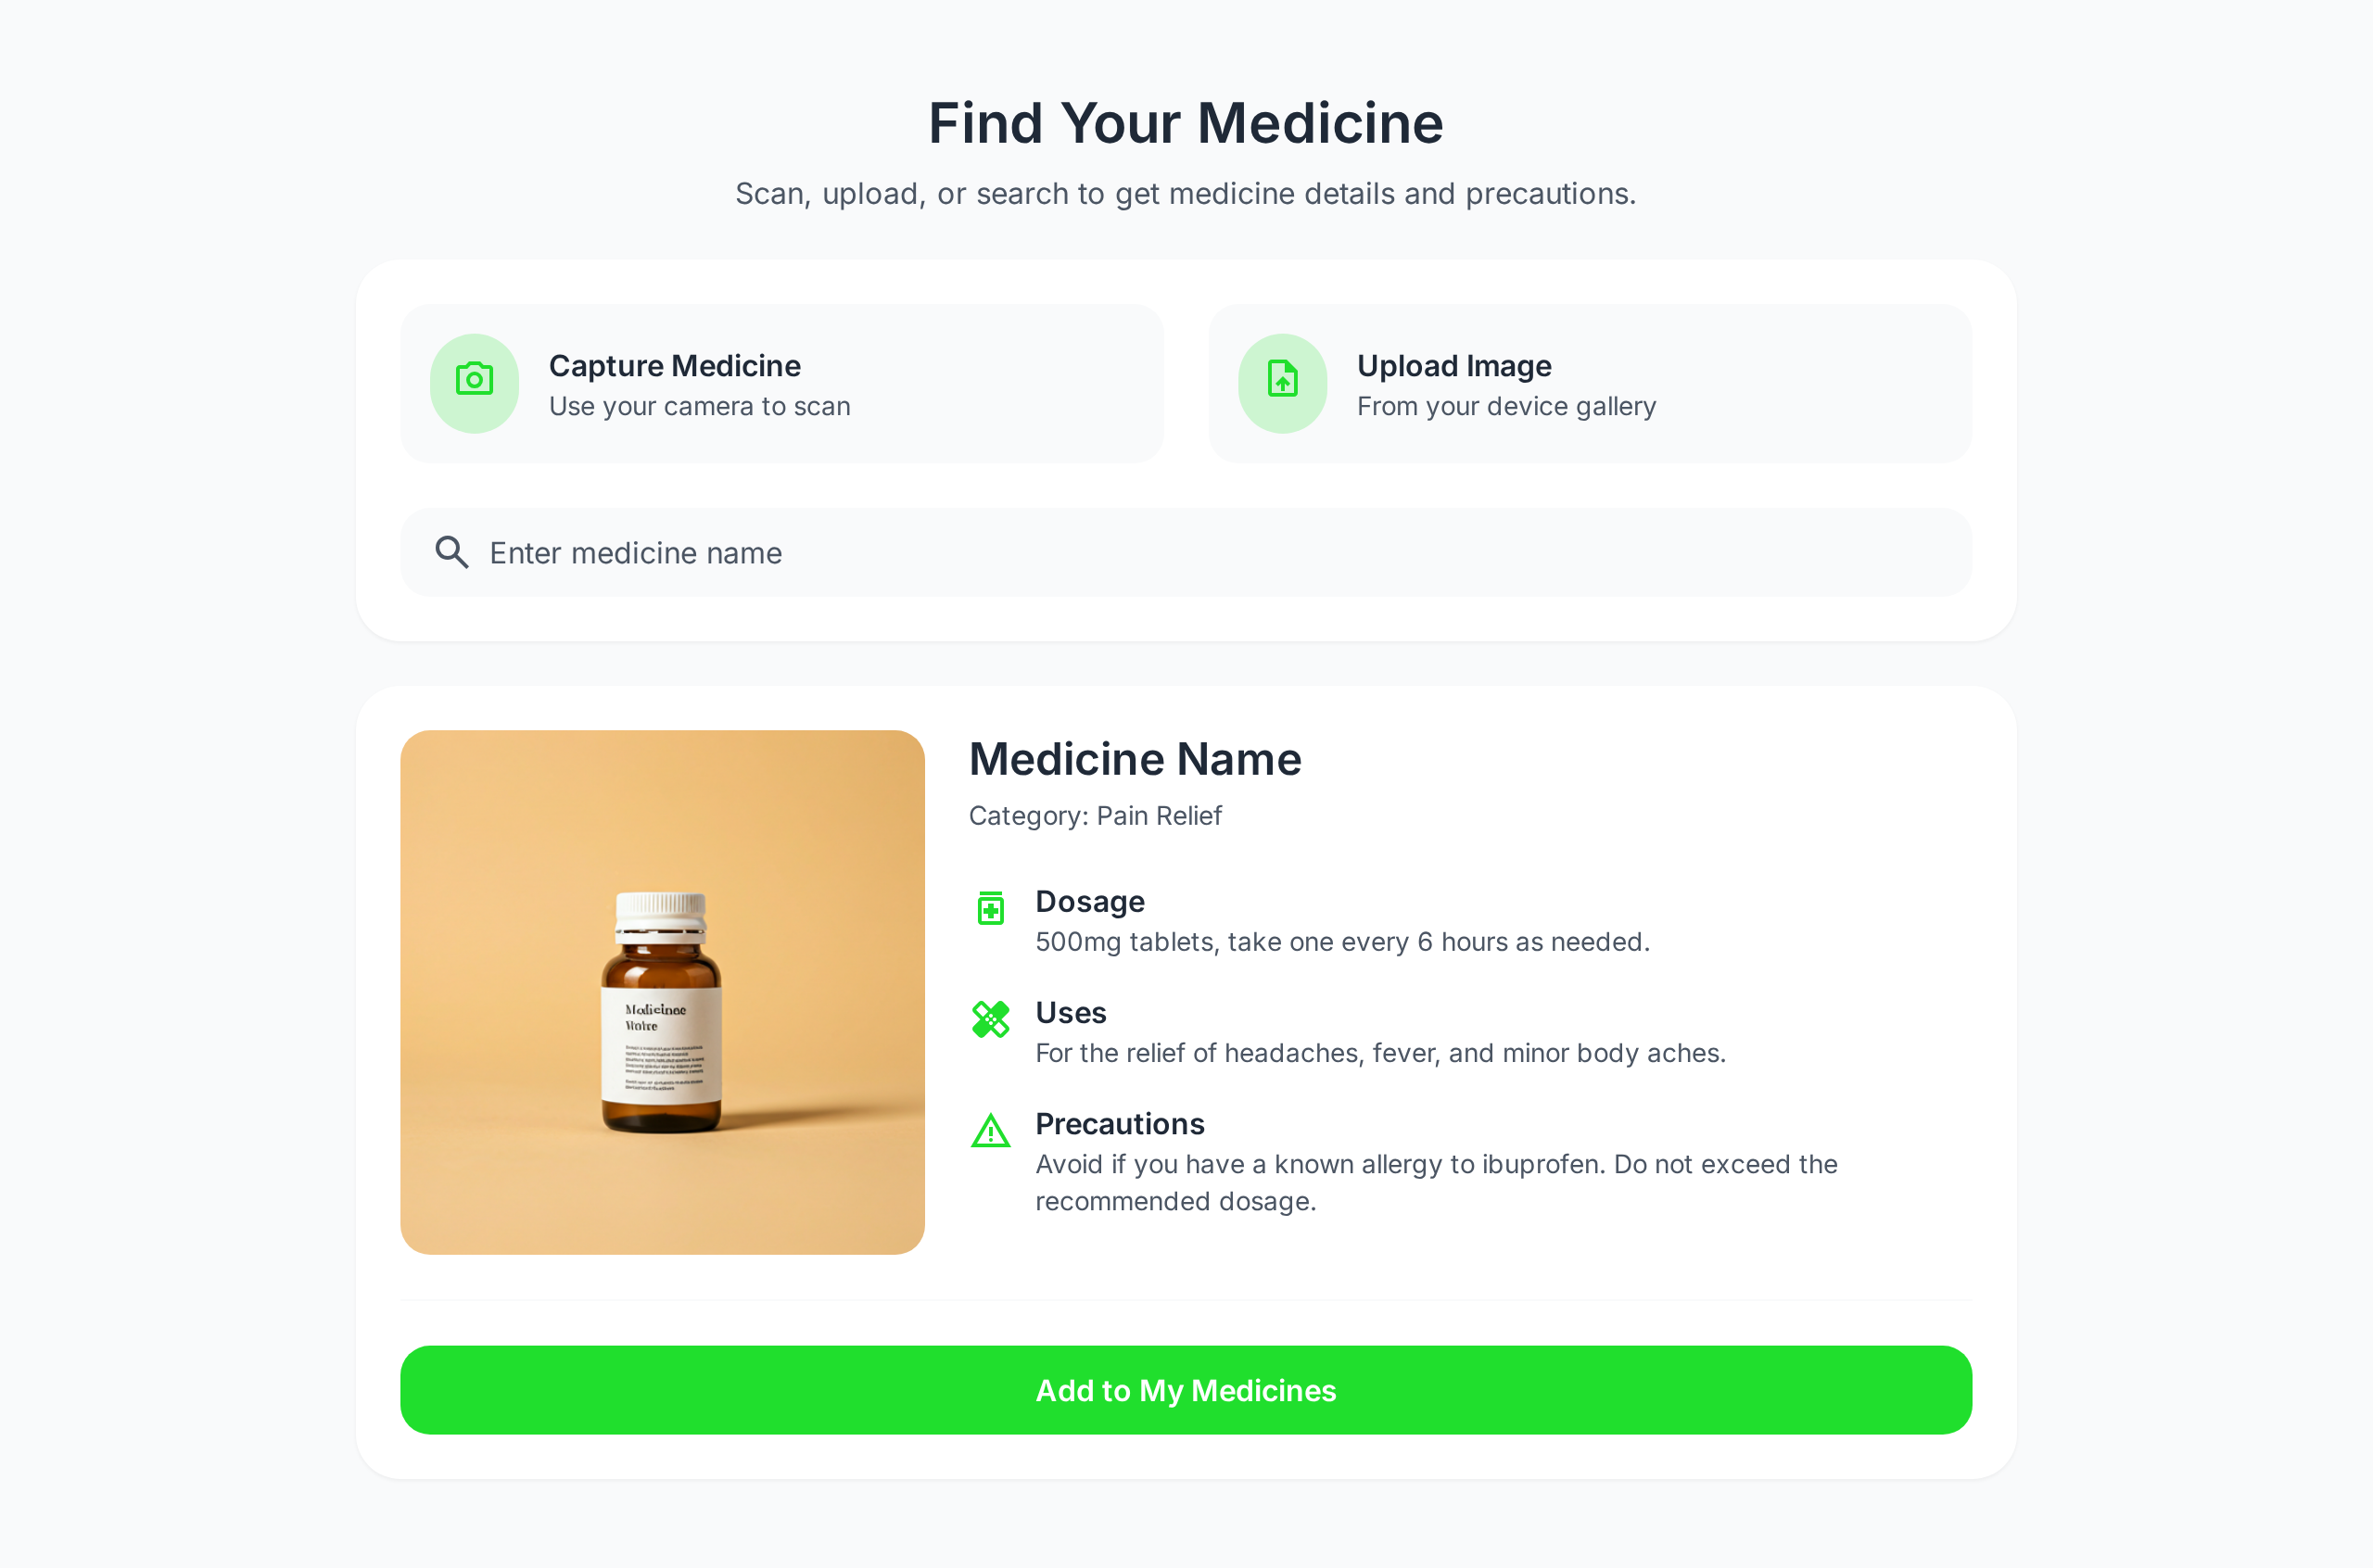 Find Your Medicine
Scan, upload, or search to get medicine details and precautions.
Capture Medicine
Use your camera to scan
Upload Image
From your device gallery
Enter medicine name
Medicine Name
Category: Pain Relief
Dosage
500mg tablets, take one every 6 hours as needed.
Uses
For the relief of headaches, fever, and minor body aches.
Precautions
Avoid if you have a known allergy to ibuprofen. Do not exceed the
recommended dosage.
Add to My Medicines